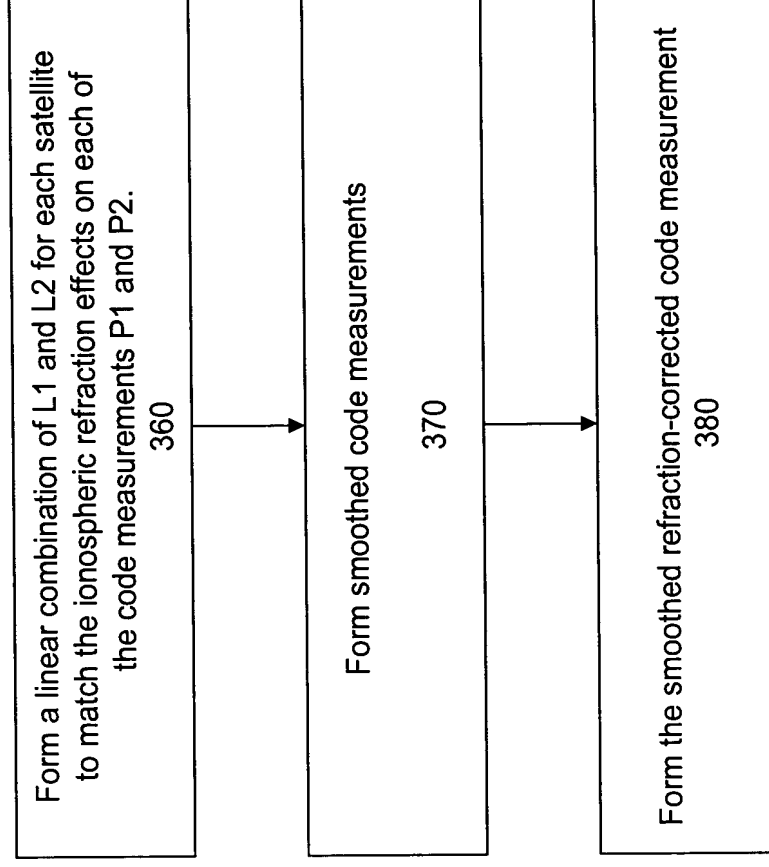 Form a linear combination of L1 and L2 for each satellite
to match the ionospheric refraction effects on each of
the code measurements P1 and P2.
360
Form smoothed code measurements
370
Form the smoothed refraction-corrected code measurement
380